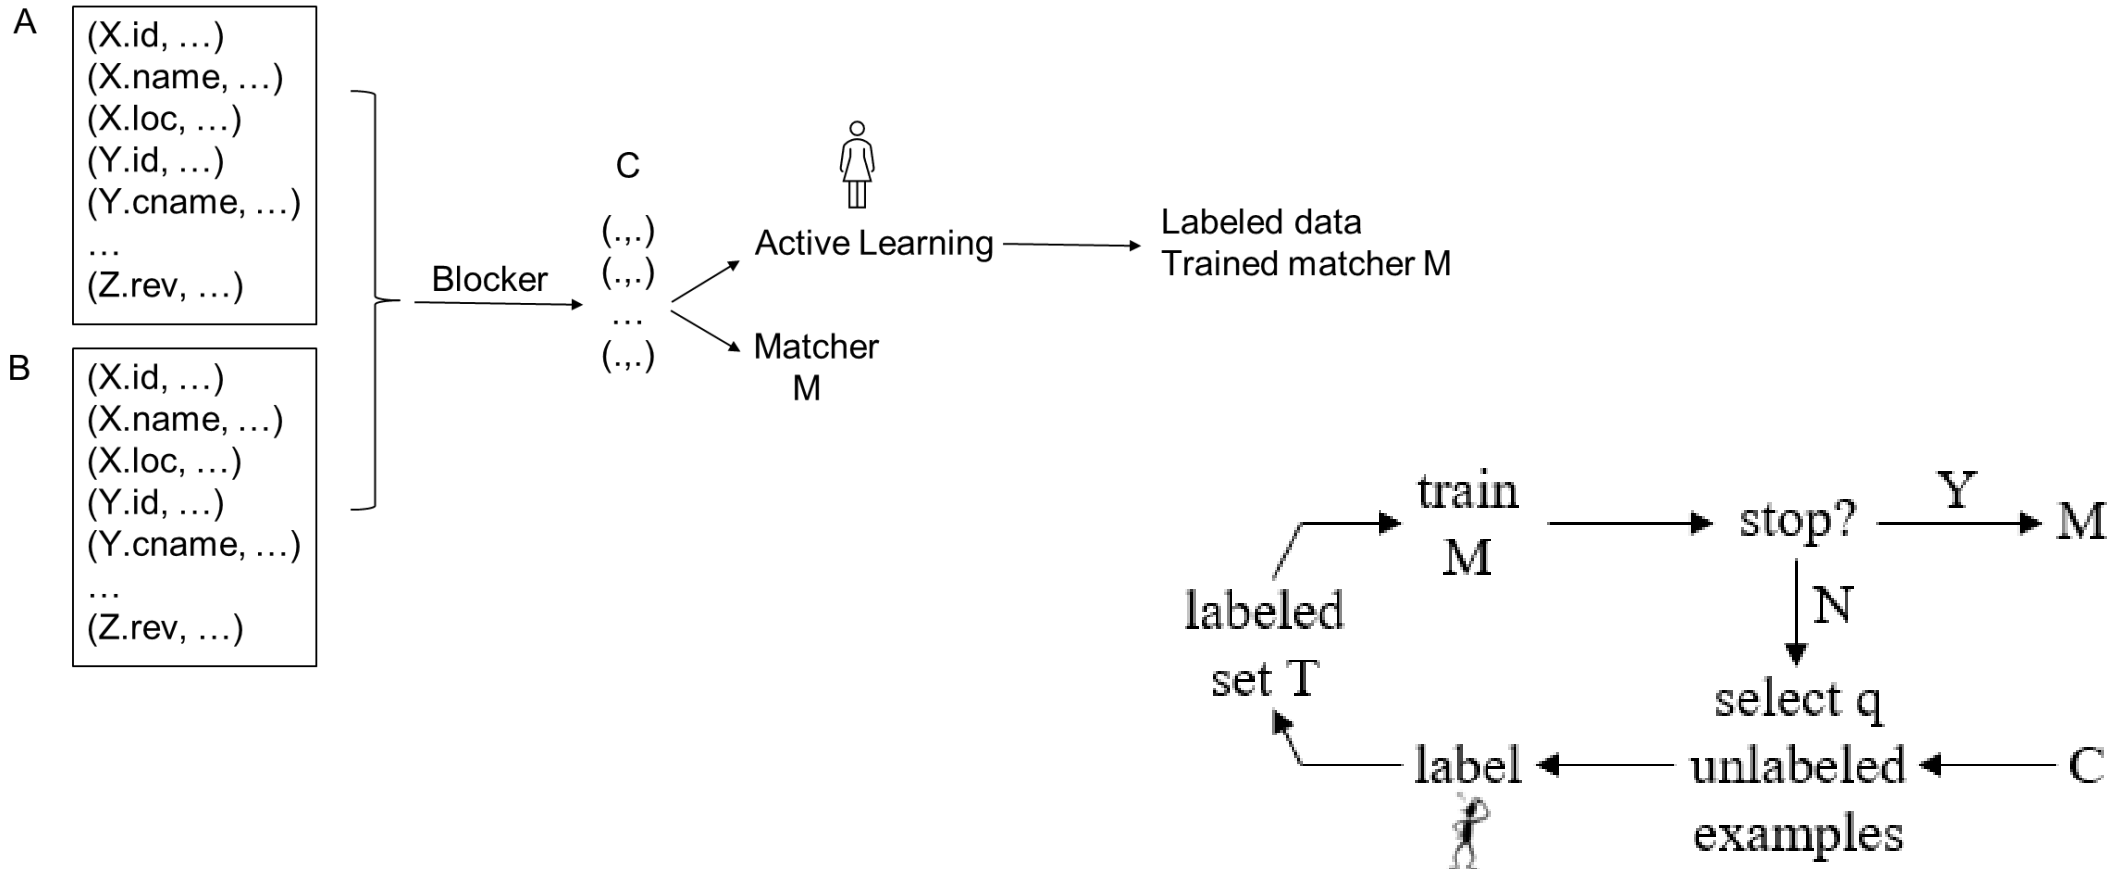 A
(X.id, …)
(X.name, …)
(X.loc, …)
(Y.id, …)
(Y.cname, …)
…
(Z.rev, …)
B
(X.id, …)
(X.name, …)
(X.loc, …)
(Y.id, …)
(Y.cname, …)
…
(Z.rev, …)
Blocker
C
(.,.)
(.,.)
…
(.,.)
Active Learning
Matcher
M
Labeled data
Trained matcher M
train
M
stop?
Y
M
N
labeled
set T
select q
unlabeled
examples
label
C